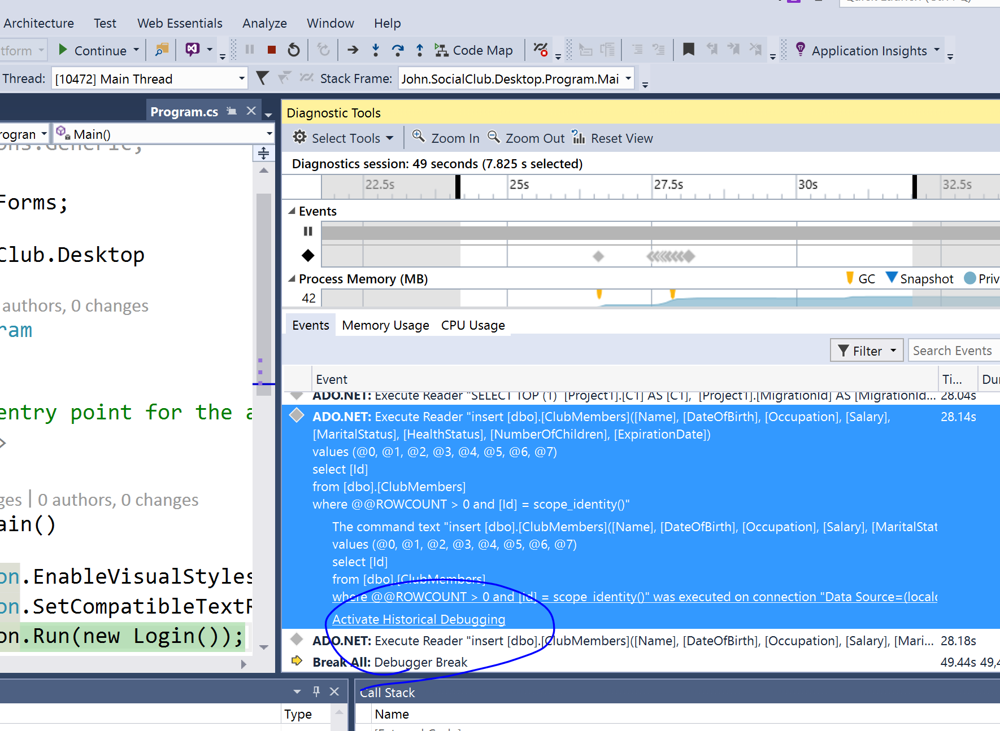 Architecture Test Web Essentials Analyze Window Help
tform Continue Code Map Application Insights
Thread: [10472] Main Thread Stack Frame: John.SocialClub.Desktop.Program.Mai
Program.cs
rogran Main()
Forms;
Club.Desktop
authors, 0 changes
ram
entry point for the a
>
ges | 0 authors, 0 changes
ain()
on.EnableVisualStyles
on.SetCompatibleTextR
on.Run(new Login());
Diagnostic Tools
Select Tools Zoom In Zoom Out Reset View
Diagnostics session: 49 seconds (7.825 s selected)
22.5s 25s 27.5s 30s 32.5s
Events
Process Memory (MB) GC Snapshot Priv
42
Events Memory Usage CPU Usage
Filter Search Events
Event Ti... Dur
ADO.NET: Execute Reader "SELECT TOP (1) [Project1].[C1] AS [C1], [Project1].[MigrationId] AS [MigrationId... 28.04s
ADO.NET: Execute Reader "insert [dbo].[ClubMembers]([Name], [DateOfBirth], [Occupation], [Salary], 28.14s
[MaritalStatus], [HealthStatus], [NumberOfChildren], [ExpirationDate])
values (@0, @1, @2, @3, @4, @5, @6, @7)
select [Id]
from [dbo].[ClubMembers]
where @@ROWCOUNT > 0 and [Id] = scope_identity()"
The command text "insert [dbo].[ClubMembers]([Name], [DateOfBirth], [Occupation], [Salary], [MaritalStat
values (@0, @1, @2, @3, @4, @5, @6, @7)
select [Id]
from [dbo].[ClubMembers]
where @@ROWCOUNT > 0 and [Id] = scope_identity()" was executed on connection "Data Source=(localc
Activate Historical Debugging
ADO.NET: Execute Reader "insert [dbo].[ClubMembers]([Name], [DateOfBirth], [Occupation], [Salary], [Mari... 28.18s
Break All: Debugger Break 49.44s 49,4
Type
Call Stack
Name